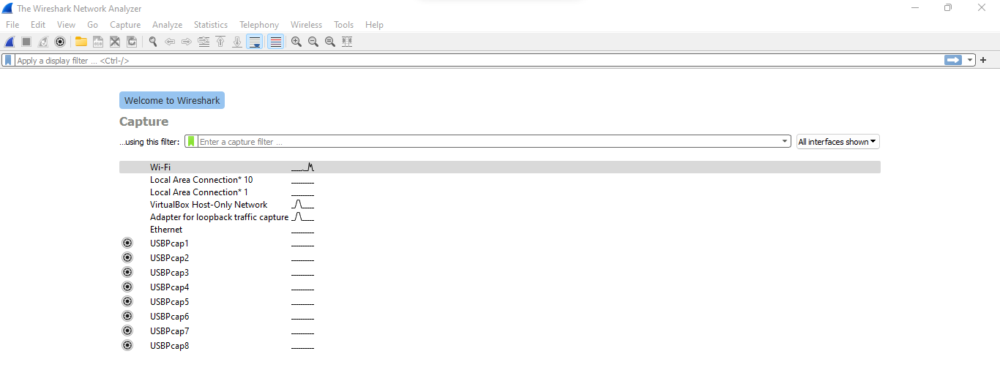 The Wireshark Network Analyzer
File Edit View Go Capture Analyze Statistics Telephony Wireless Tools Help
Apply a display filter ... <Ctrl-/>
Welcome to Wireshark
Capture
...using this filter: Enter a capture filter ... All interfaces shown
Wi-Fi
Local Area Connection* 10
Local Area Connection* 1
VirtualBox Host-Only Network
Adapter for loopback traffic capture
Ethernet
USBPcap1
USBPcap2
USBPcap3
USBPcap4
USBPcap5
USBPcap6
USBPcap7
USBPcap8